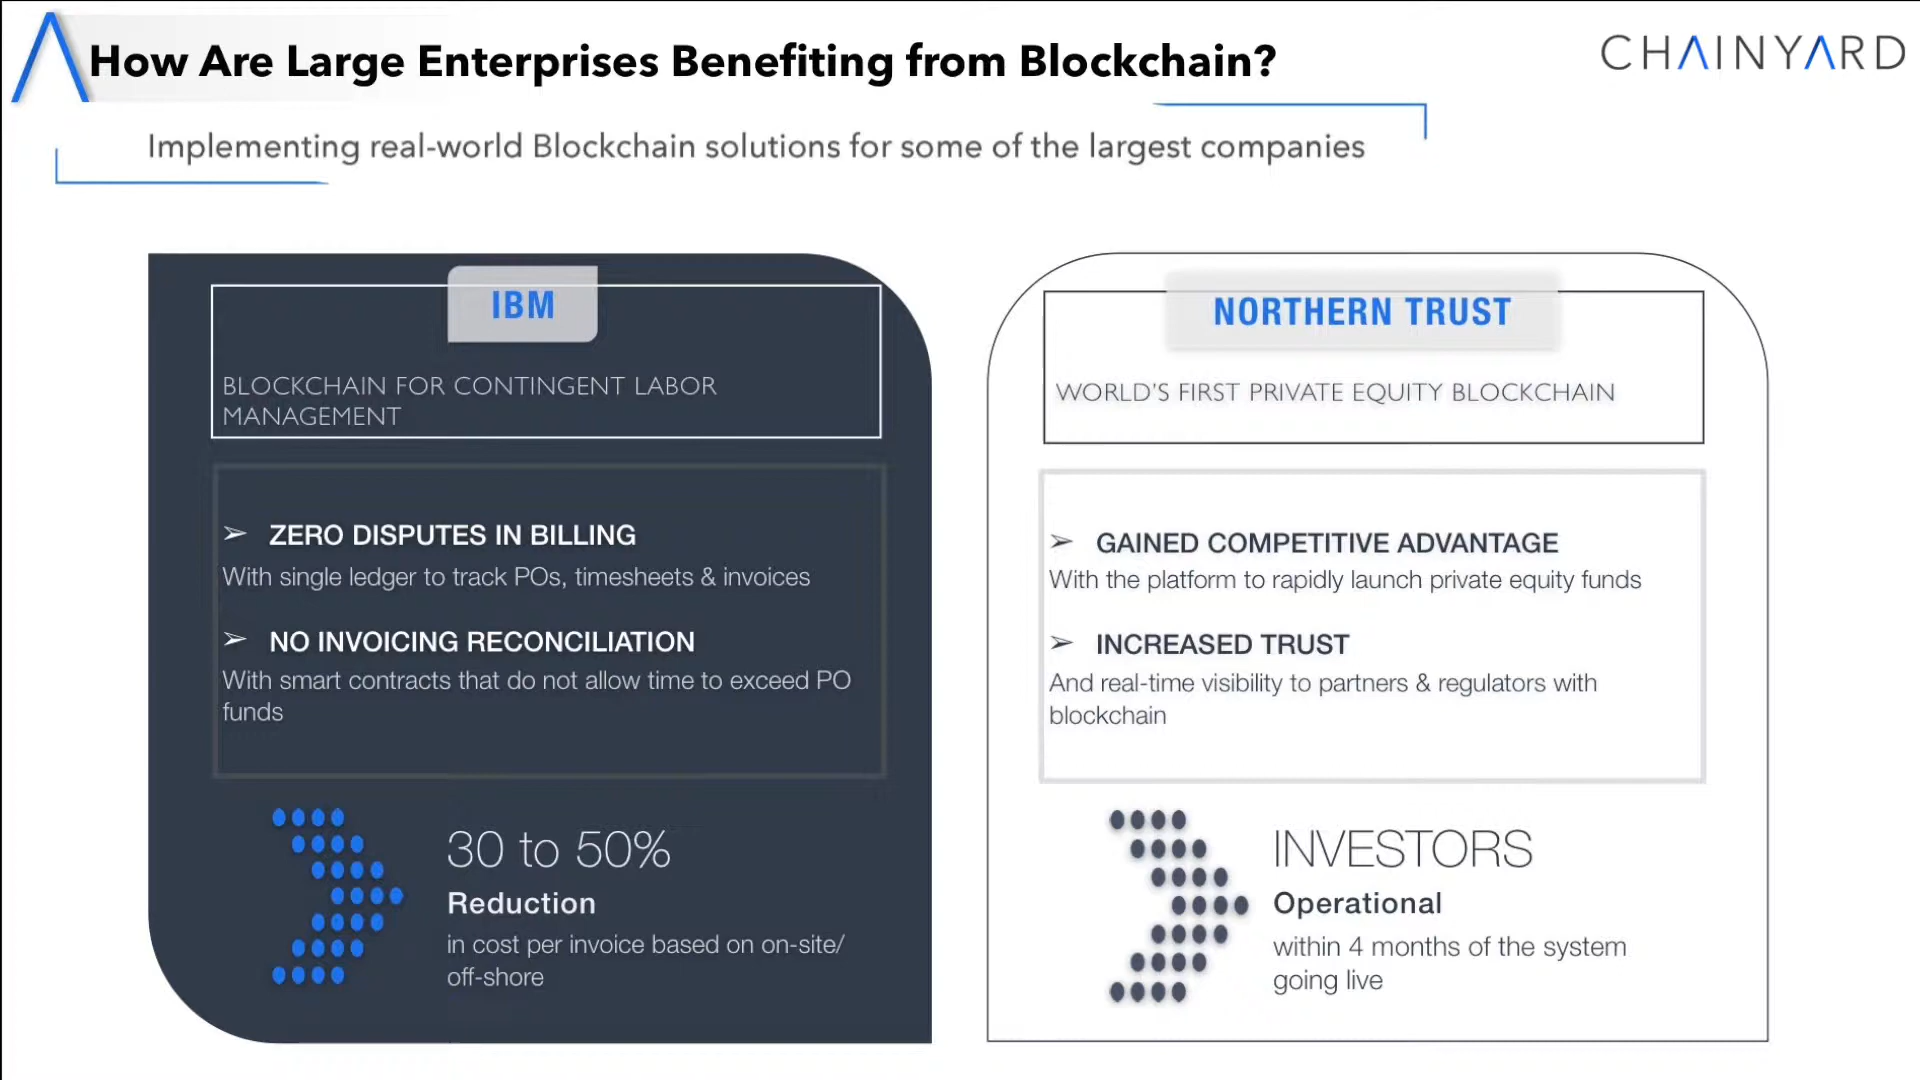 How Are Large Enterprises Benefiting from Blockchain?
CHAINYARD
Implementing real-world Blockchain solutions for some of the largest companies
IBM
BLOCKCHAIN FOR CONTINGENT LABOR
MANAGEMENT
➢ ZERO DISPUTES IN BILLING
With single ledger to track POs, timesheets & invoices
➢ NO INVOICING RECONCILIATION
With smart contracts that do not allow time to exceed PO
funds
30 to 50%
Reduction
in cost per invoice based on on-site/
off-shore
NORTHERN TRUST
WORLD’S FIRST PRIVATE EQUITY BLOCKCHAIN
➢ GAINED COMPETITIVE ADVANTAGE
With the platform to rapidly launch private equity funds
➢ INCREASED TRUST
And real-time visibility to partners & regulators with
blockchain
INVESTORS
Operational
within 4 months of the system
going live